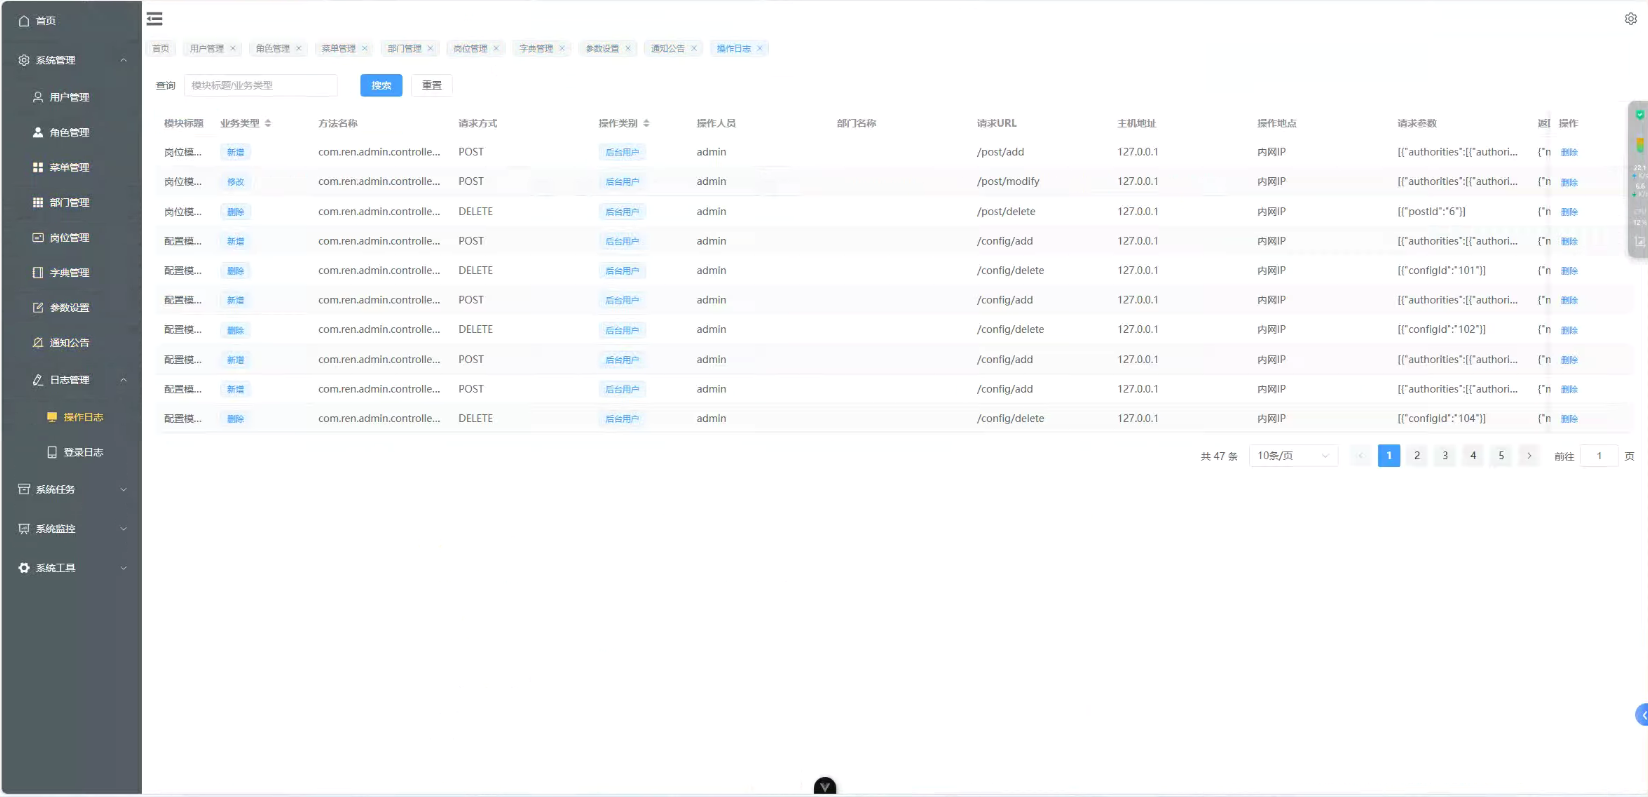 首页
系统管理
用户管理
角色管理
菜单管理
部门管理
岗位管理
字典管理
参数设置
通知公告
日志管理
操作日志
登录日志
系统任务
系统监控
系统工具
首页 用户管理 角色管理 菜单管理 部门管理 岗位管理 字典管理 参数设置 通知公告 操作日志
查询 模块标题/业务类型 搜索 重置
模块标题 业务类型 方法名称 请求方式 操作类别 操作人员 部门名称 请求URL 主机地址 操作地点 请求参数 操作
岗位模... 新增 com.ren.admin.controlle... POST 后台用户 admin /post/add 127.0.0.1 内网IP [{"authorities":[{"authori... {"n 删除
岗位模... 修改 com.ren.admin.controlle... POST 后台用户 admin /post/modify 127.0.0.1 内网IP [{"authorities":[{"authori... {"n 删除
岗位模... 删除 com.ren.admin.controlle... DELETE 后台用户 admin /post/delete 127.0.0.1 内网IP [{"postId":"6"}] {"n 删除
配置模... 新增 com.ren.admin.controlle... POST 后台用户 admin /config/add 127.0.0.1 内网IP [{"authorities":[{"authori... {"n 删除
配置模... 删除 com.ren.admin.controlle... DELETE 后台用户 admin /config/delete 127.0.0.1 内网IP [{"configId":"101"}] {"n 删除
配置模... 新增 com.ren.admin.controlle... POST 后台用户 admin /config/add 127.0.0.1 内网IP [{"authorities":[{"authori... {"n 删除
配置模... 删除 com.ren.admin.controlle... DELETE 后台用户 admin /config/delete 127.0.0.1 内网IP [{"configId":"102"}] {"n 删除
配置模... 新增 com.ren.admin.controlle... POST 后台用户 admin /config/add 127.0.0.1 内网IP [{"authorities":[{"authori... {"n 删除
配置模... 新增 com.ren.admin.controlle... POST 后台用户 admin /config/add 127.0.0.1 内网IP [{"authorities":[{"authori... {"n 删除
配置模... 删除 com.ren.admin.controlle... DELETE 后台用户 admin /config/delete 127.0.0.1 内网IP [{"configId":"104"}] {"n 删除
共 47 条 10条/页 1 2 3 4 5 前往 1 页